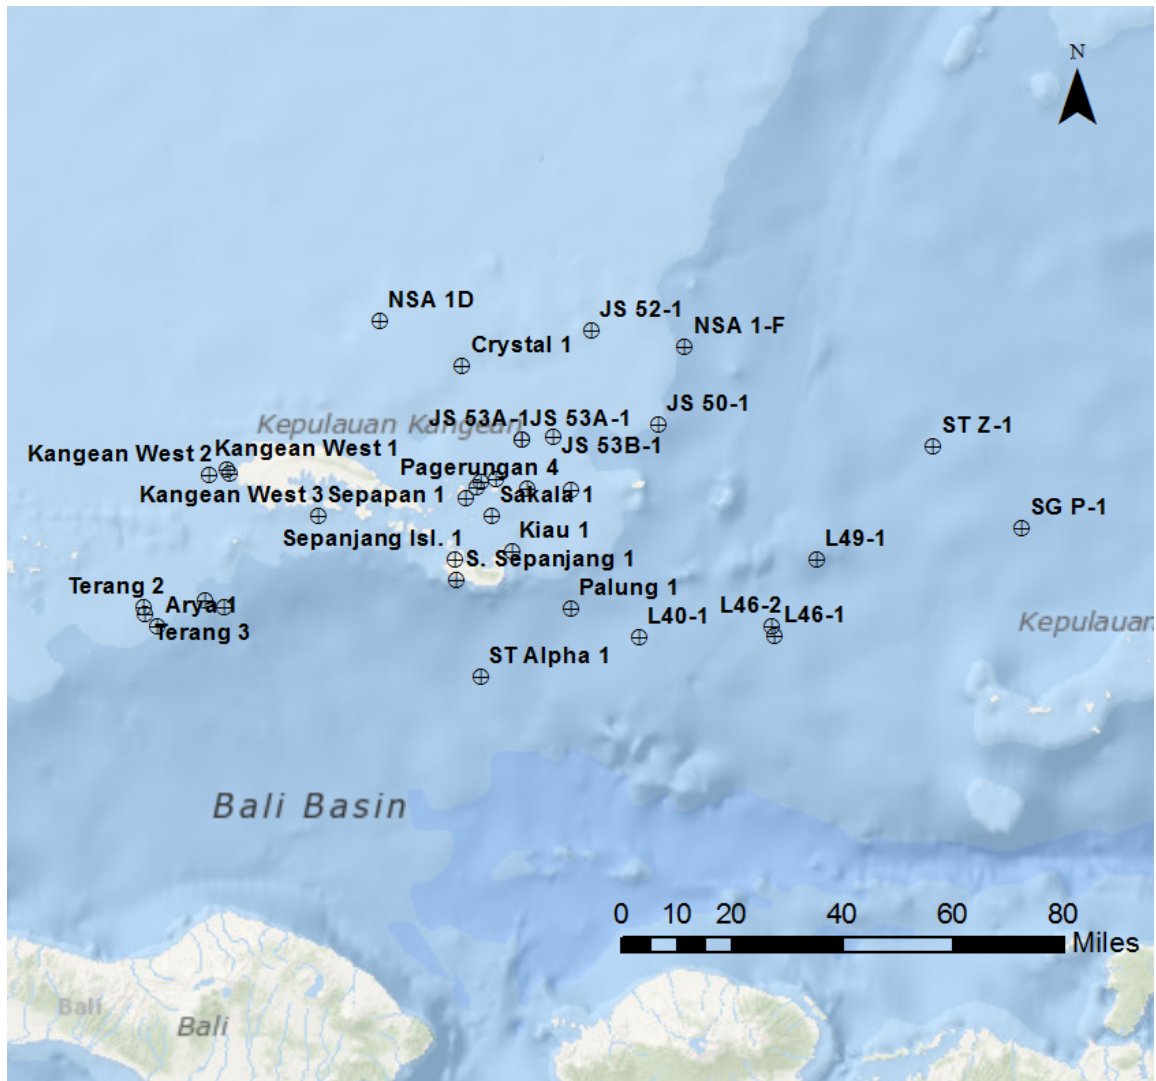 N
NSA 1D
JS 52-1
NSA 1-F
Crystal 1
Kepulauan Kangean
JS 53A-1
JS 53A-1
JS 50-1
ST Z-1
JS 53B-1
Kangean West 2
Kangean West 1
Pagerungan 4
Kangean West 3
Sepapan 1
Sakala 1
SG P-1
Sepanjang Isl. 1
Kiau 1
L49-1
S. Sepanjang 1
Terang 2
Arya 1
Palung 1
L46-2
L46-1
L40-1
Kepulauan
Terang 3
ST Alpha 1
Bali Basin
0 10 20 40 60 80
Miles
Bali
Bali